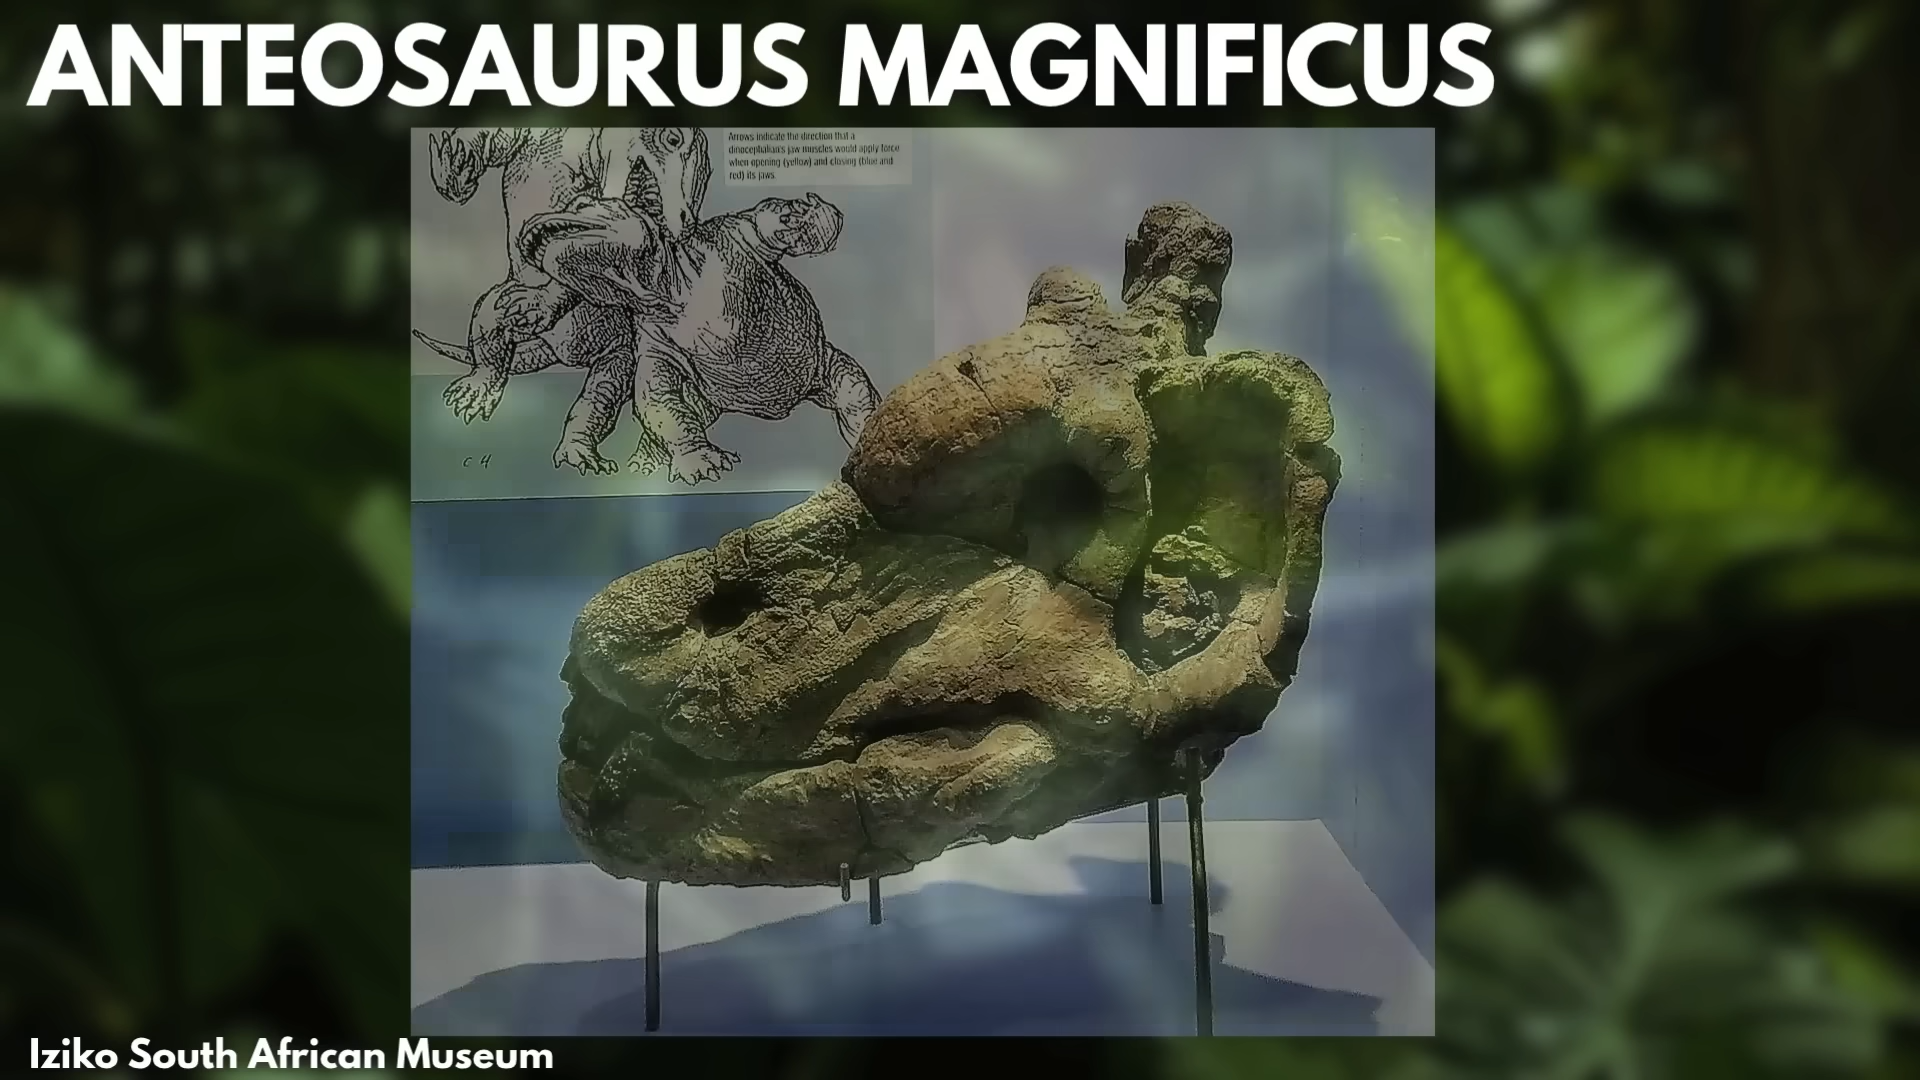 ANTEOSAURUS MAGNIFICUS
Arrows indicate the direction that a
dinocephalian's jaw muscles would apply force
when opening (yellow) and closing (blue and
red) its jaws.
C H
Iziko South African Museum